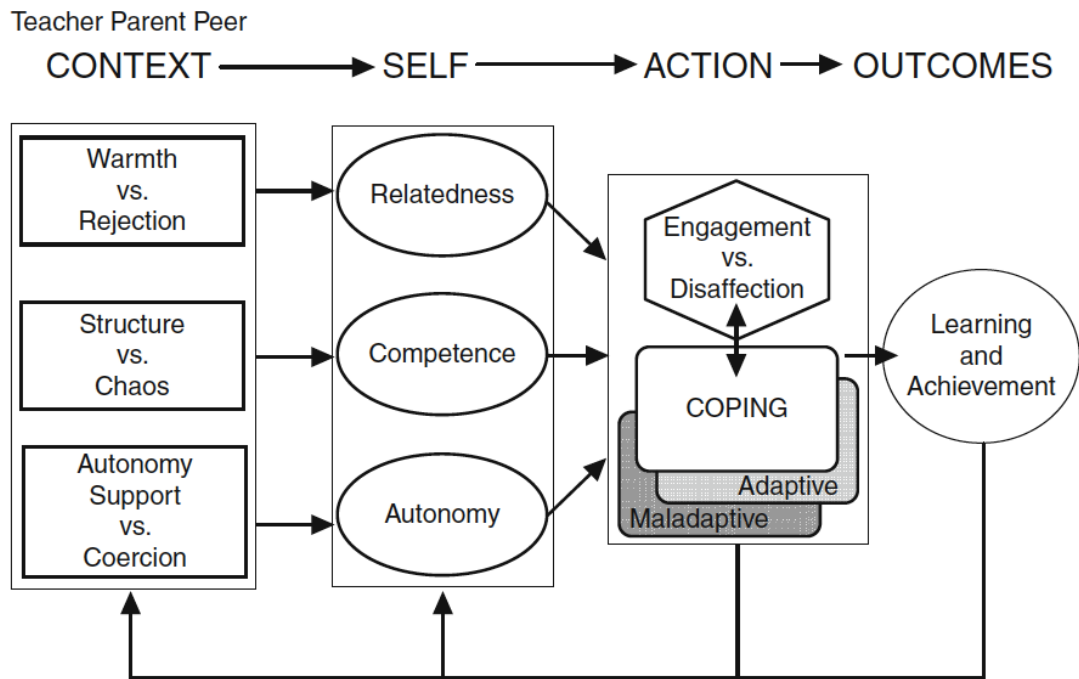 Teacher Parent Peer
CONTEXT SELF ACTION OUTCOMES
Warmth
vs.
Rejection
Relatedness
Engagement
vs.
Disaffection
Structure
vs.
Chaos
Competence
COPING
Adaptive
Maladaptive
Learning
and
Achievement
Autonomy
Support
vs.
Coercion
Autonomy